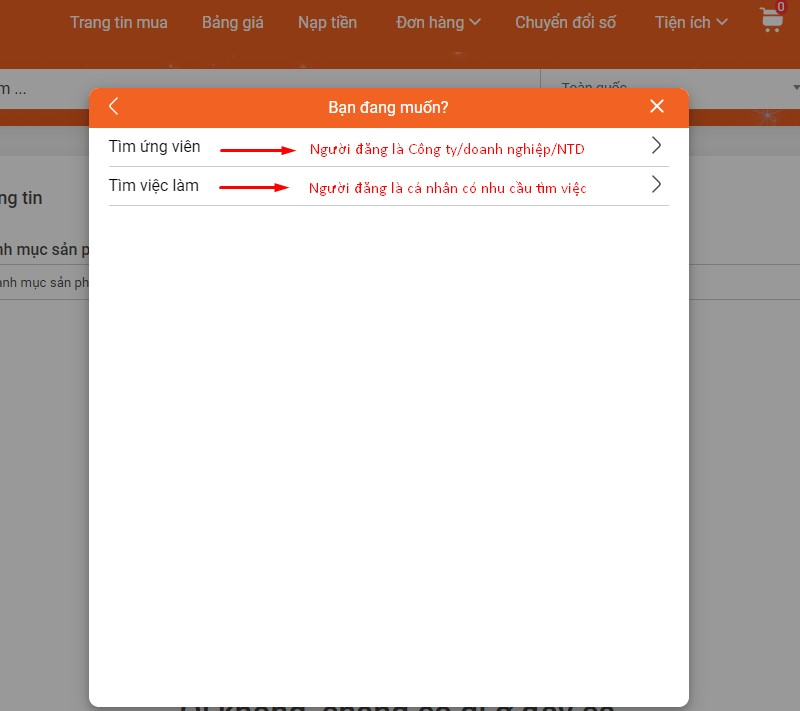 Trang tin mua Bảng giá Nạp tiền Đơn hàng Chuyển đổi số Tiện ích 0
m ... Toàn quốc
Bạn đang muốn?
Tìm ứng viên Người đăng là Công ty/doanh nghiệp/NTD
Tìm việc làm Người đăng là cá nhân có nhu cầu tìm việc
ng tin
nh mục sản p
anh mục sản ph